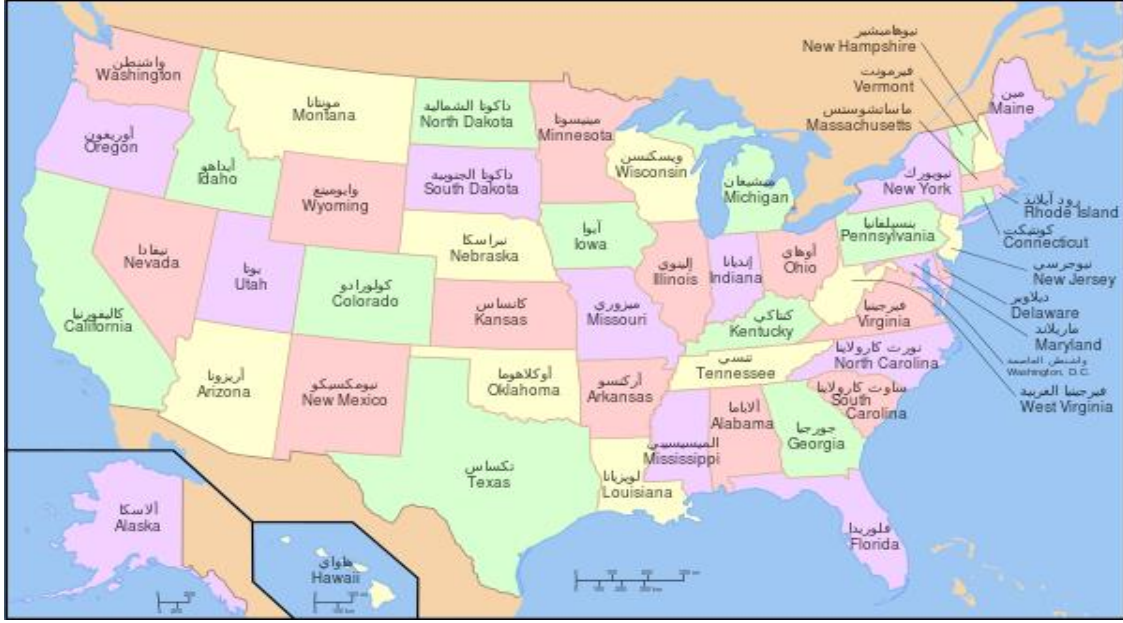 واشنطن
Washington
أوريغون
Oregon
كاليفورنيا
California
نيفادا
Nevada
أيداهو
Idaho
مونتانا
Montana
وايومينغ
Wyoming
يوتا
Utah
كولورادو
Colorado
أريزونا
Arizona
نيومكسيكو
New Mexico
داكوتا الشمالية
North Dakota
داكوتا الجنوبية
South Dakota
نبراسكا
Nebraska
كانساس
Kansas
أوكلاهوما
Oklahoma
تكساس
Texas
مينيسوتا
Minnesota
آيوا
Iowa
ميزوري
Missouri
أركنسو
Arkansas
لويزيانا
Louisiana
ويسكنسن
Wisconsin
إلينوي
Illinois
ميشيغان
Michigan
إنديانا
Indiana
أوهاي
Ohio
كنتاكي
Kentucky
تنسي
Tennessee
الميسيسيبي
Mississippi
ألاباما
Alabama
جورجيا
Georgia
فلوريدا
Florida
ساوت كارولاينا
South
Carolina
نورت كارولاينا
North Carolina
فيرجينيا
Virginia
بنسيلفانيا
Pennsylvania
نيويورك
New York
مين
Maine
نيوهامبشير
New Hampshire
فيرمونت
Vermont
ماساتشوستس
Massachusetts
رود آيلاند
Rhode Island
كونتيكت
Connecticut
نيوجرسي
New Jersey
ديلاوير
Delaware
ماريلاند
Maryland
واشنطن العاصمة
Washington, D.C.
فيرجينيا الغربية
West Virginia
ألاسكا
Alaska
هاواي
Hawaii